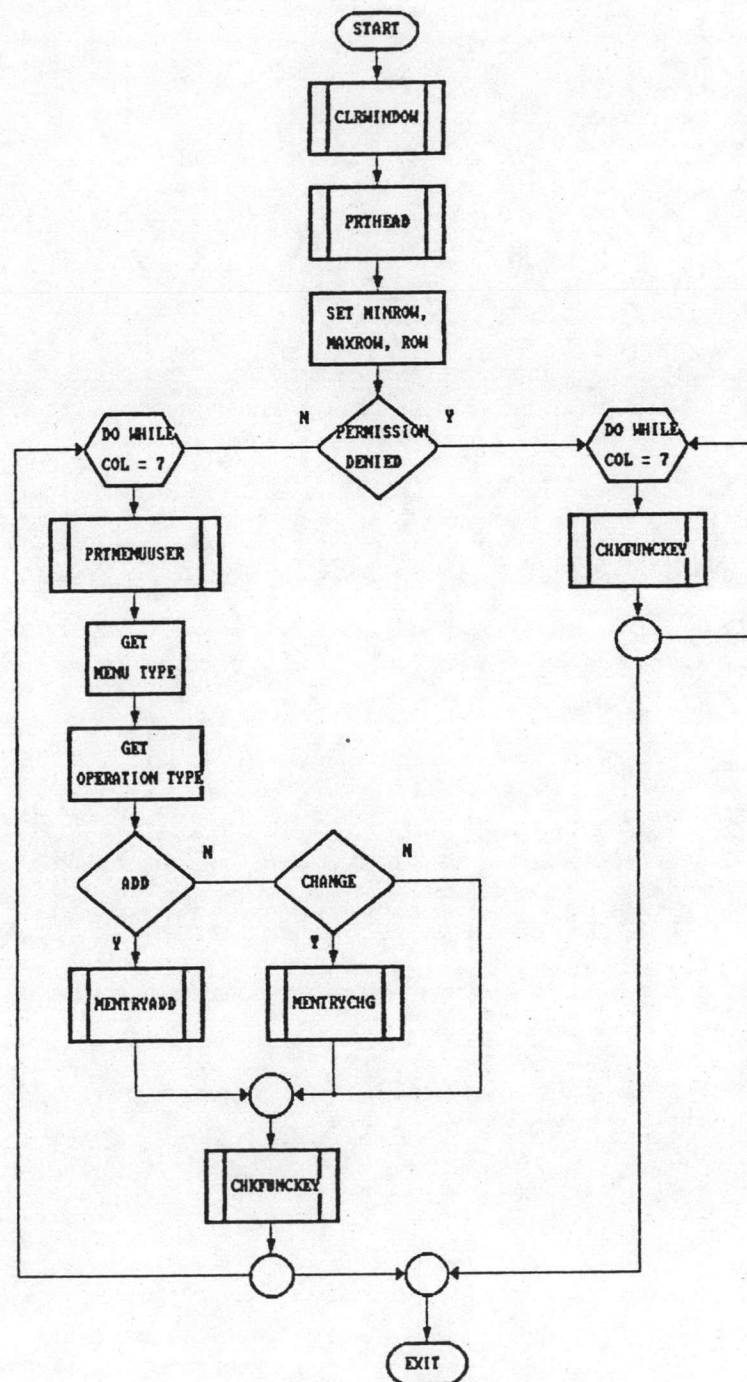 START
CLRWINDOW
PRTHEAD
SET MINROW,
MAXROW, ROW
N
PERMISSION
DENIED
Y
DO WHILE
COL = 7
DO WHILE
COL = 7
PRTMENUUSER
CHKFUNCKEY
GET
MENU TYPE
GET
OPERATION TYPE
ADD
N
CHANGE
N
Y
Y
MENTRYADD
MENTRYCHG
CHKFUNCKEY
EXIT